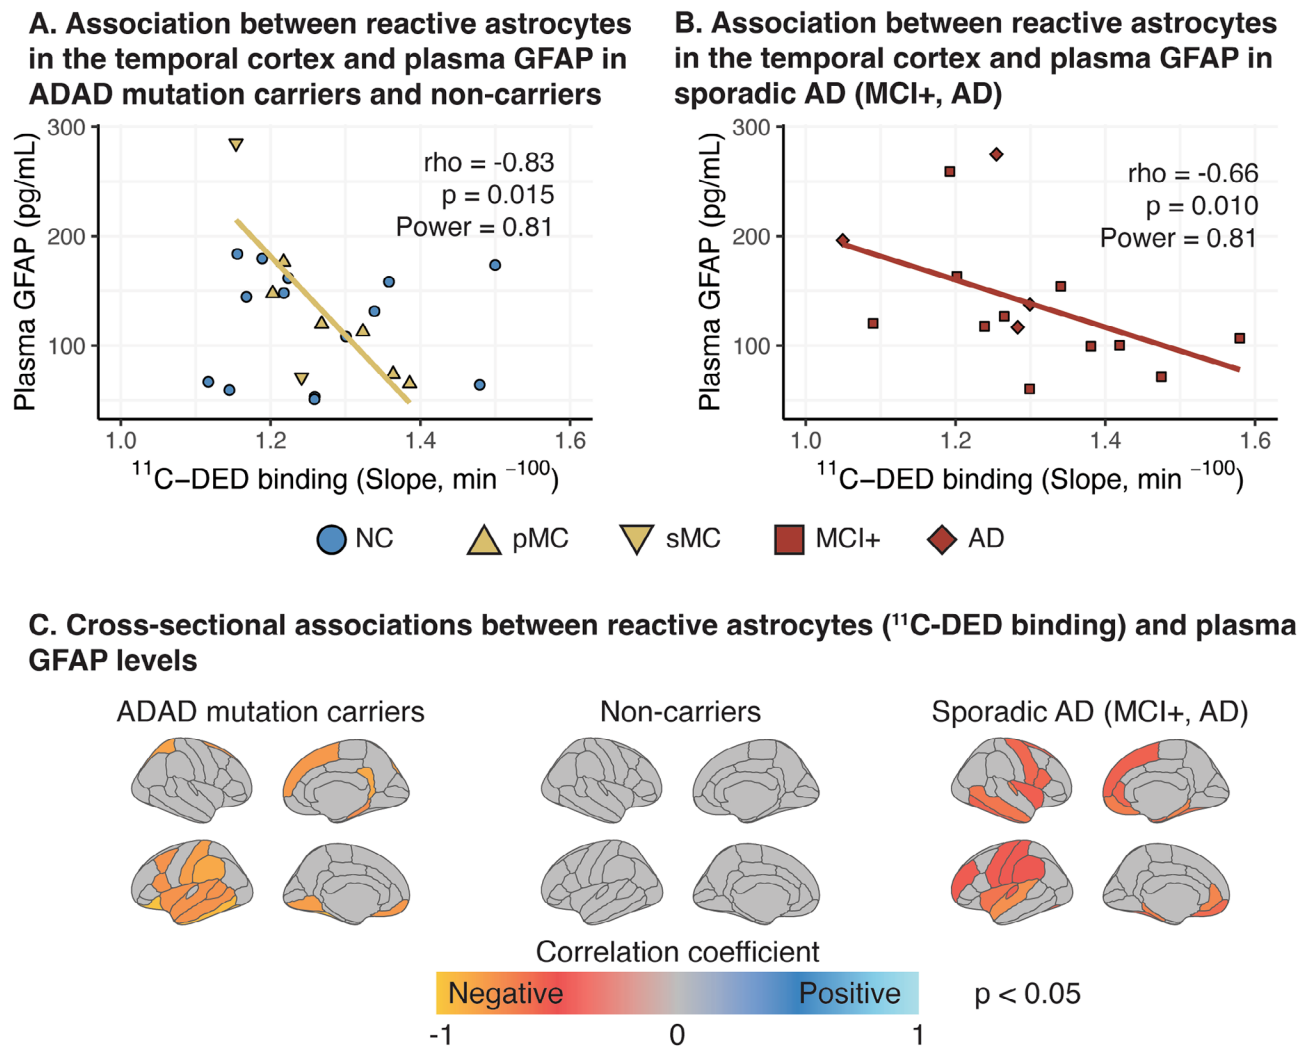 A. Association between reactive astrocytes
in the temporal cortex and plasma GFAP in
ADAD mutation carriers and non-carriers
300
200
100
Plasma GFAP (pg/mL)
rho = -0.83
p = 0.015
Power = 0.81
1.0 1.2 1.4 1.6
¹¹C−DED binding (Slope, min ⁻¹⁰⁰)
B. Association between reactive astrocytes
in the temporal cortex and plasma GFAP in
sporadic AD (MCI+, AD)
300
200
100
Plasma GFAP (pg/mL)
rho = -0.66
p = 0.010
Power = 0.81
1.0 1.2 1.4 1.6
¹¹C−DED binding (Slope, min ⁻¹⁰⁰)
NC pMC sMC MCI+ AD
C. Cross-sectional associations between reactive astrocytes (¹¹C-DED binding) and plasma
GFAP levels
ADAD mutation carriers Non-carriers Sporadic AD (MCI+, AD)
Correlation coefficient
Negative Positive p < 0.05
-1 0 1